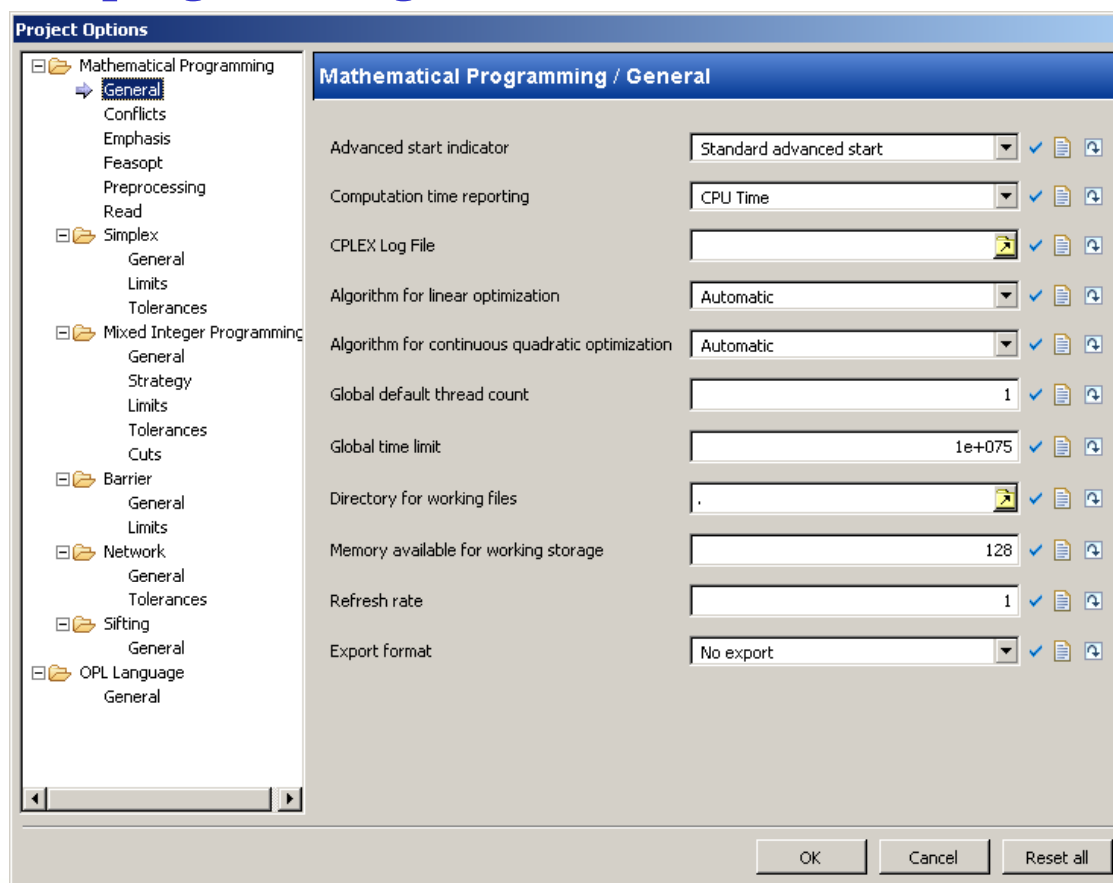 Project Options
Mathematical Programming
General
Conflicts
Emphasis
Feasopt
Preprocessing
Read
Simplex
General
Limits
Tolerances
Mixed Integer Programming
General
Strategy
Limits
Tolerances
Cuts
Barrier
General
Limits
Network
General
Tolerances
Sifting
General
OPL Language
General
Mathematical Programming / General
Advanced start indicator Standard advanced start
Computation time reporting CPU Time
CPLEX Log File
Algorithm for linear optimization Automatic
Algorithm for continuous quadratic optimization Automatic
Global default thread count 1
Global time limit 1e+075
Directory for working files .
Memory available for working storage 128
Refresh rate 1
Export format No export
OK Cancel Reset all